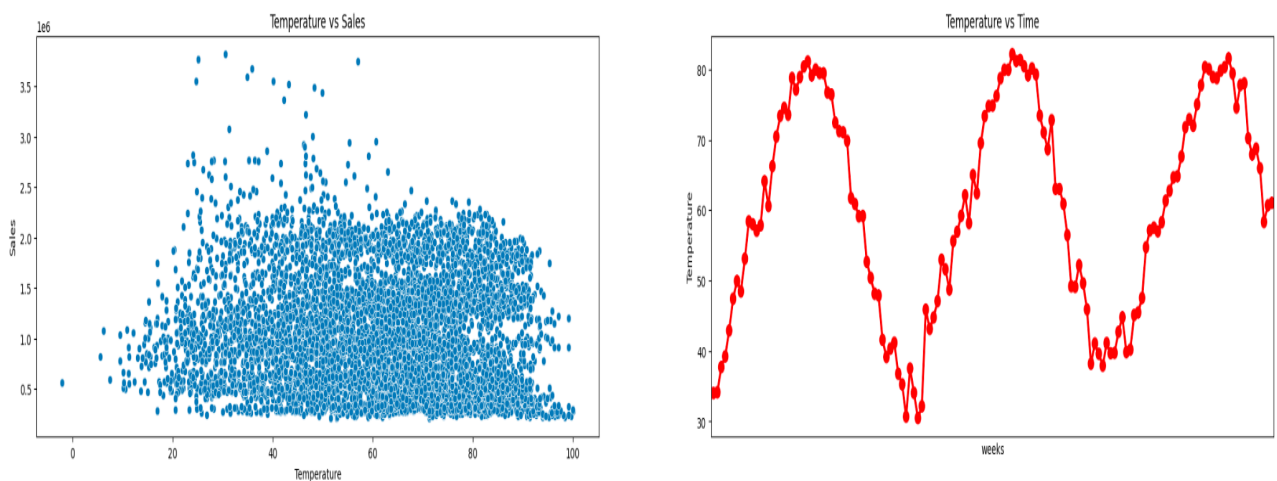 Temperature vs Sales
1e6
3.5
3.0
2.5
2.0
1.5
1.0
0.5
Sales
0 20 40 60 80 100
Temperature
Temperature vs Time
80
70
60
50
40
30
Temperature
weeks